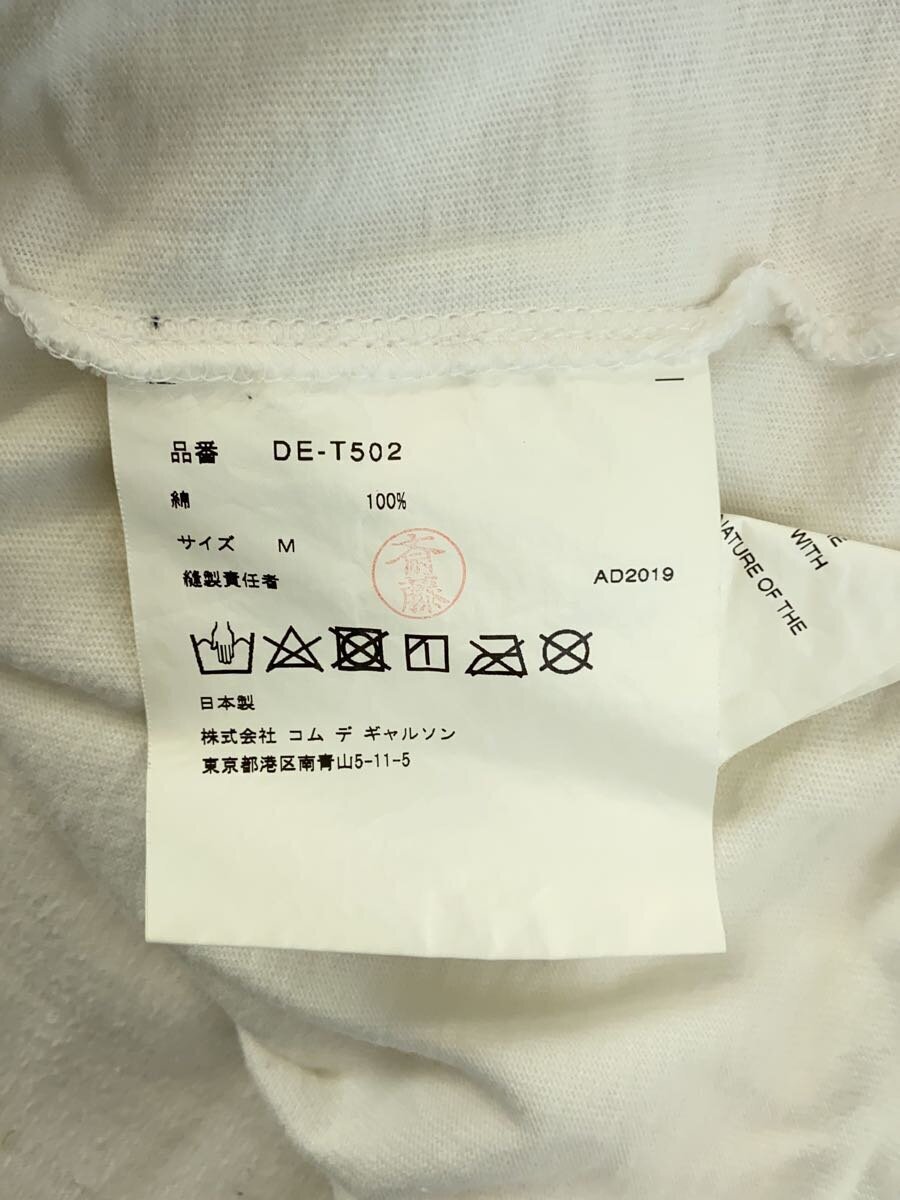 品番 DE-T502
綿 100%
サイズ M
縫製責任者 斉藤 AD2019
日本製
株式会社 コム デ ギャルソン
東京都港区南青山5-11-5
WITH
NATURE OF THE